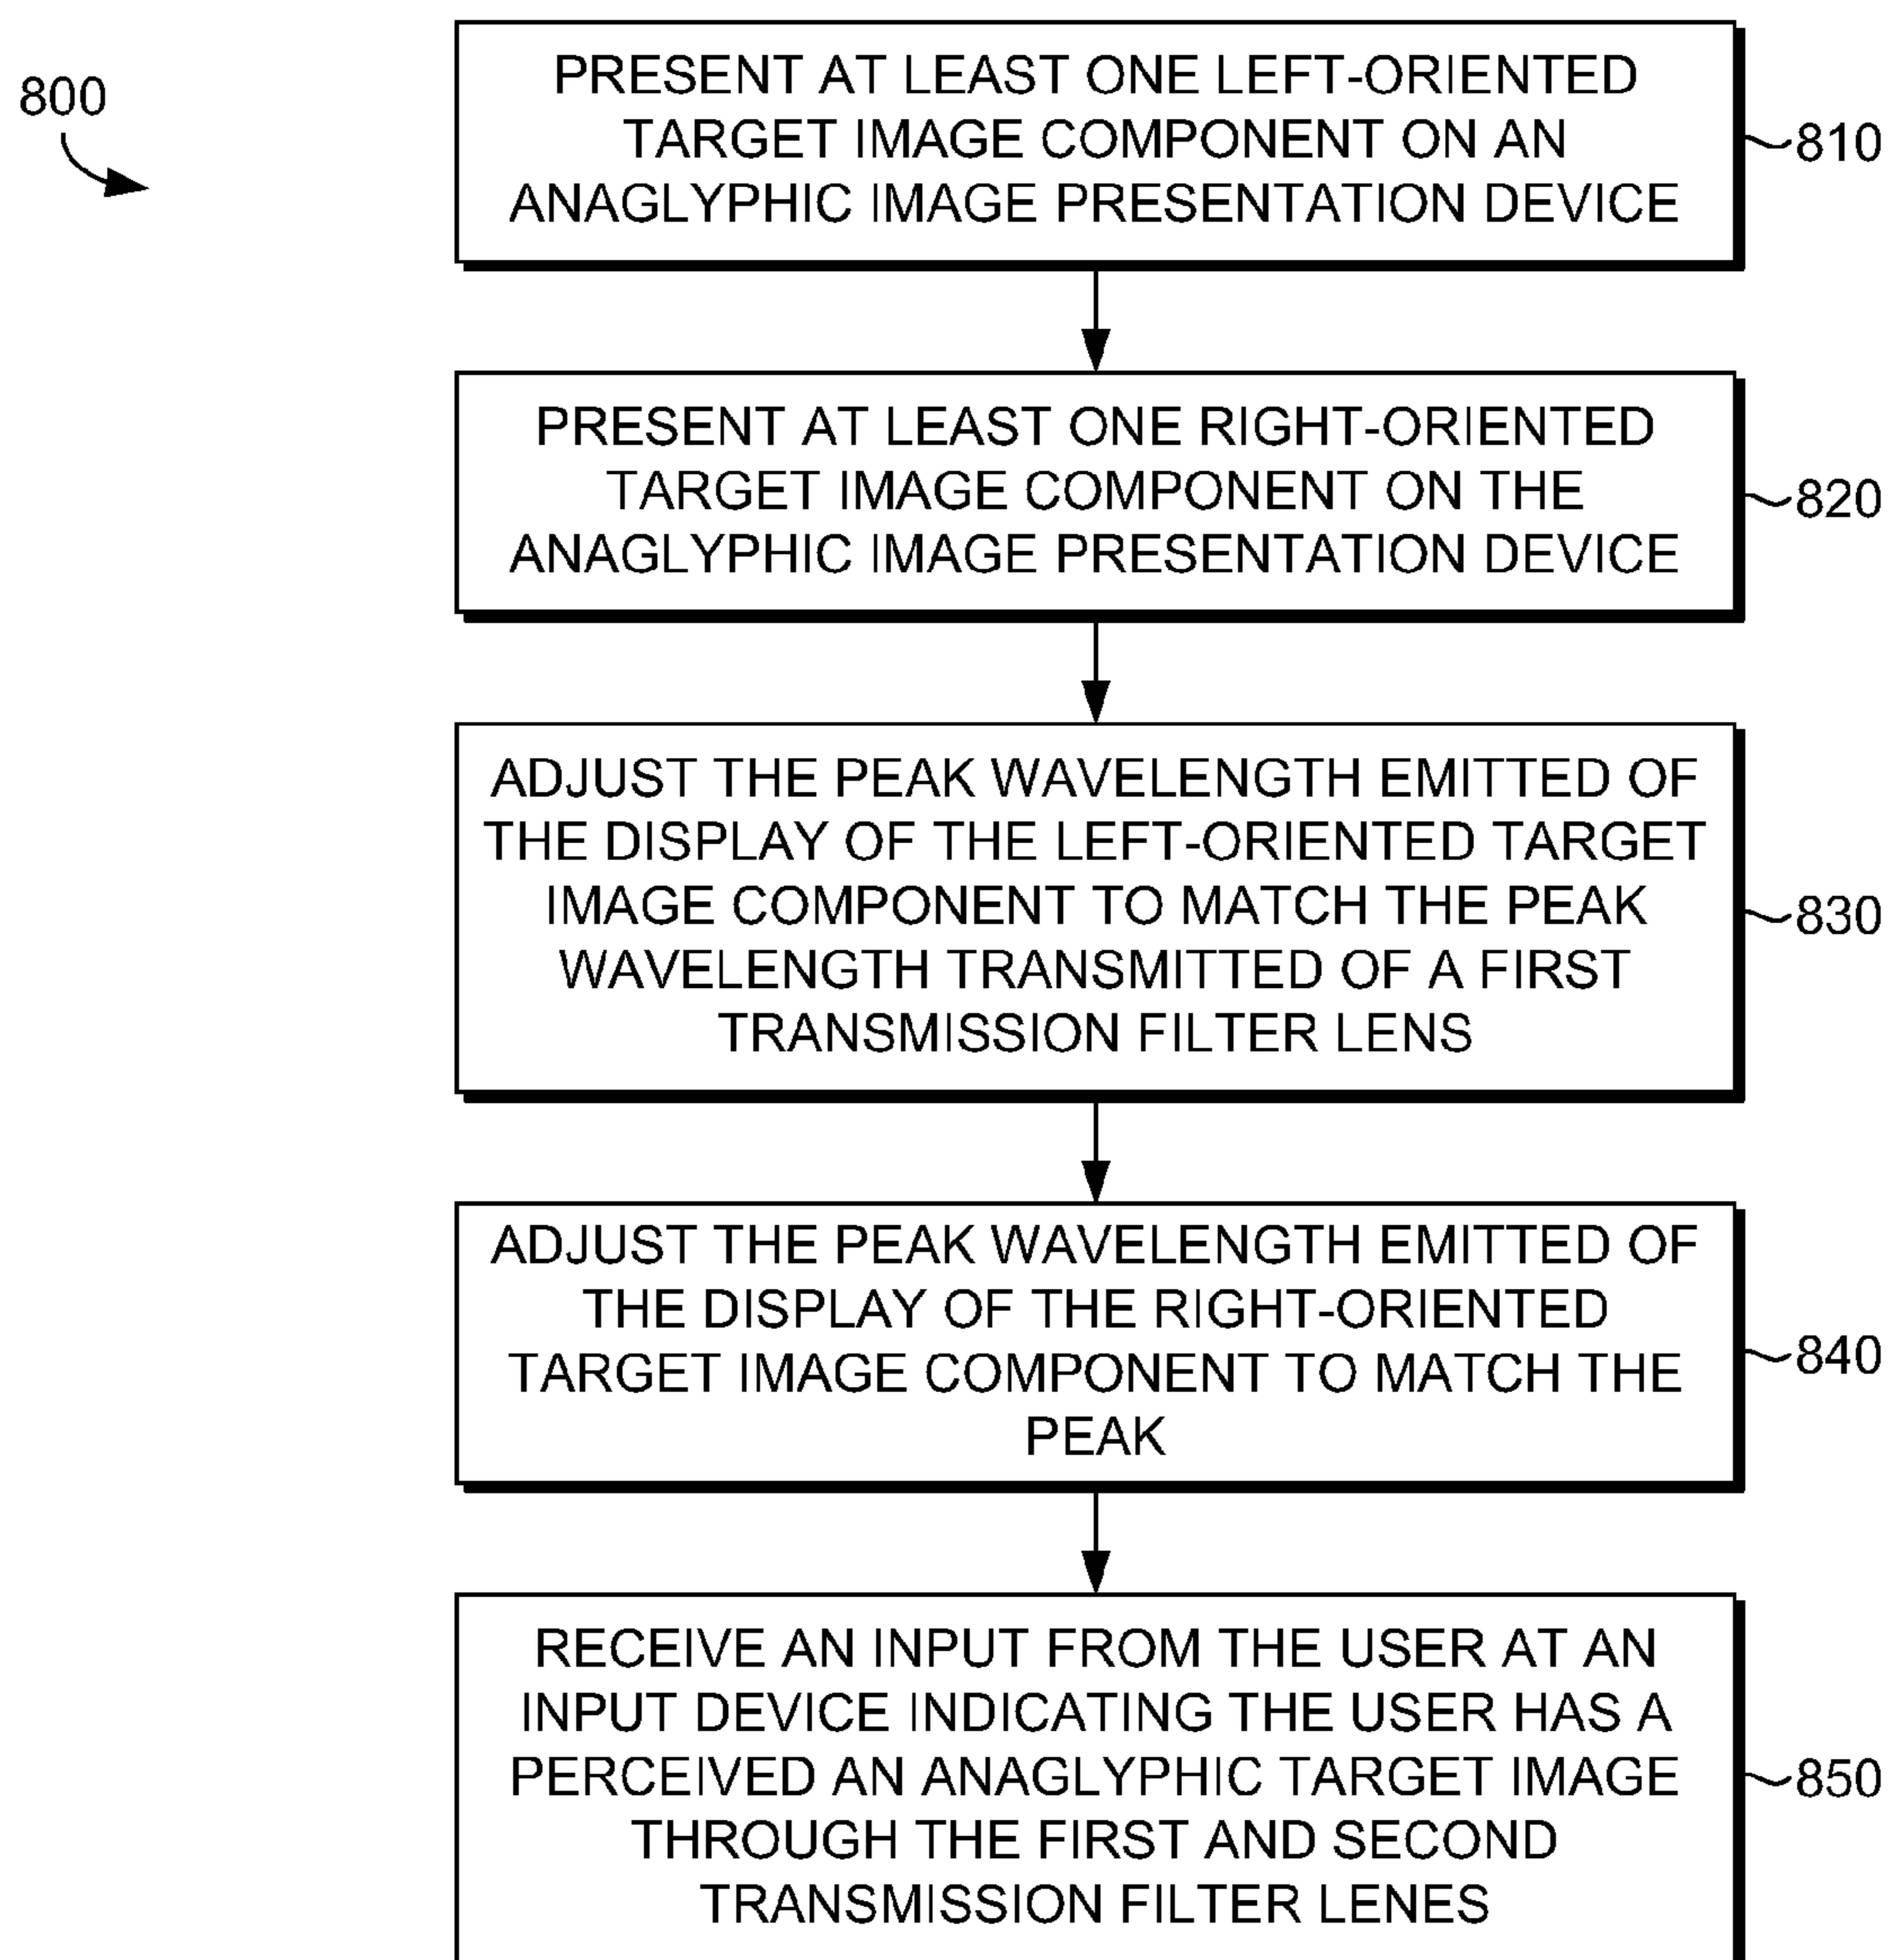 800
PRESENT AT LEAST ONE LEFT-ORIENTED
TARGET IMAGE COMPONENT ON AN
ANAGLYPHIC IMAGE PRESENTATION DEVICE
810
PRESENT AT LEAST ONE RIGHT-ORIENTED
TARGET IMAGE COMPONENT ON THE
ANAGLYPHIC IMAGE PRESENTATION DEVICE
820
ADJUST THE PEAK WAVELENGTH EMITTED OF
THE DISPLAY OF THE LEFT-ORIENTED TARGET
IMAGE COMPONENT TO MATCH THE PEAK
WAVELENGTH TRANSMITTED OF A FIRST
TRANSMISSION FILTER LENS
830
ADJUST THE PEAK WAVELENGTH EMITTED OF
THE DISPLAY OF THE RIGHT-ORIENTED
TARGET IMAGE COMPONENT TO MATCH THE
PEAK
840
RECEIVE AN INPUT FROM THE USER AT AN
INPUT DEVICE INDICATING THE USER HAS A
PERCEIVED AN ANAGLYPHIC TARGET IMAGE
THROUGH THE FIRST AND SECOND
TRANSMISSION FILTER LENES
850